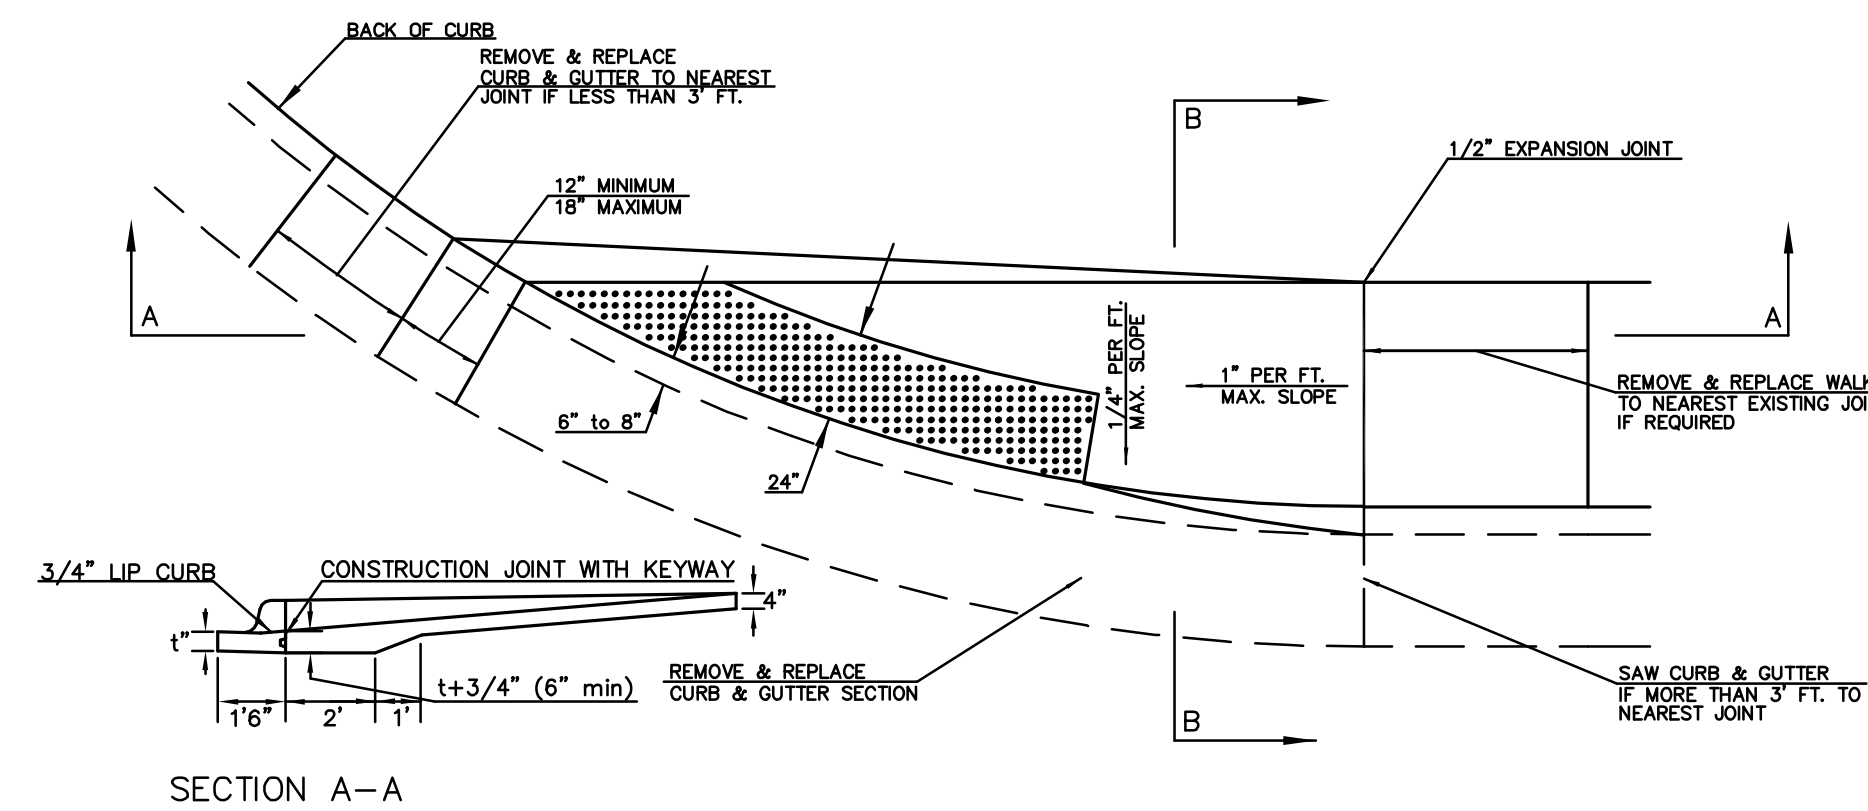 BACK OF CURB
REMOVE & REPLACE
CURB & GUTTER TO NEAREST
JOINT IF LESS THAN 3' FT.
B
1/2" EXPANSION JOINT
12" MINIMUM
18" MAXIMUM
A
A
1/4" PER FT.
MAX. SLOPE
1" PER FT.
MAX. SLOPE
REMOVE & REPLACE WALK
TO NEAREST EXISTING JOI
IF REQUIRED
6" to 8"
24"
3/4" LIP CURB
CONSTRUCTION JOINT WITH KEYWAY
4"
t"
t+3/4" (6" min)
1'6"
2'
1'
REMOVE & REPLACE
CURB & GUTTER SECTION
B
SAW CURB & GUTTER
IF MORE THAN 3' FT. TO
NEAREST JOINT
SECTION A-A